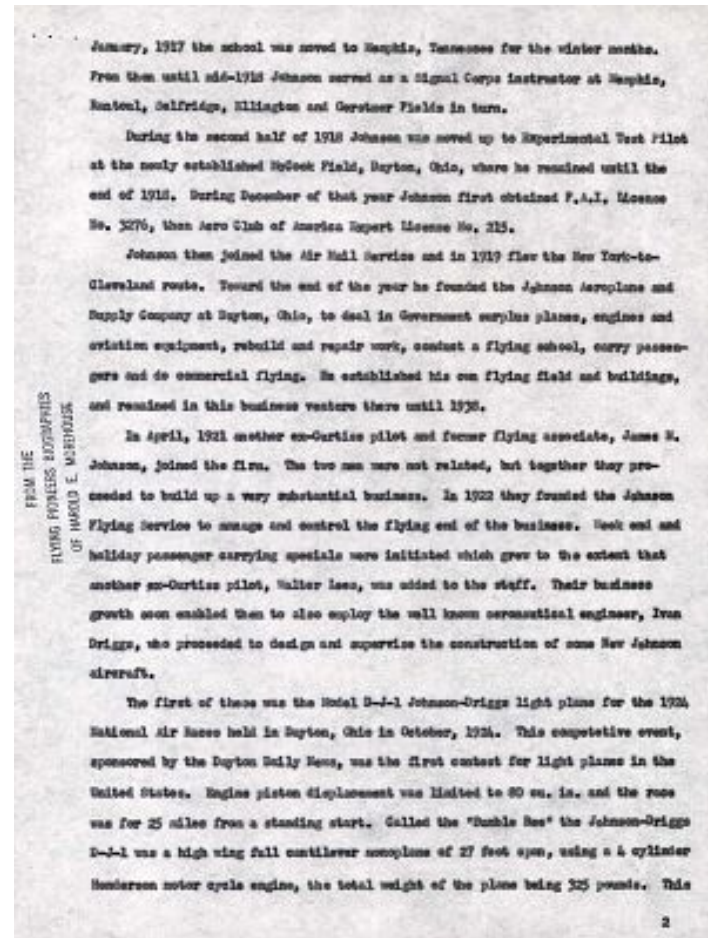 January, 1917 the school was moved to Memphis, Tennessee for the winter months.
From then until mid-1918 Johnson served as a Signal Corps instructor at Memphis,
Rantoul, Selfridge, Ellington and Gerstner Fields in turn.
During the second half of 1918 Johnson was moved up to Experimental Test Pilot
at the newly established McCook Field, Dayton, Ohio, where he remained until the
end of 1918. During December of that year Johnson first obtained F.A.I. License
No. 3276, then Aero Club of America Expert License No. 215.
Johnson then joined the Air Mail Service and in 1919 flew the New York-to-
Cleveland route. Toward the end of the year he founded the Johnson Aeroplane and
Supply Company at Dayton, Ohio, to deal in Government surplus planes, engines and
aviation equipment, rebuild and repair work, conduct a flying school, carry passen-
gers and do commercial flying. He established his own flying field and buildings,
and remained in this business venture there until 1938.
In April, 1921 another ex-Curtiss pilot and former flying associate, James M.
Johnson, joined the firm. The two men were not related, but together they pro-
ceeded to build up a very substantial business. In 1922 they founded the Johnson
Flying Service to manage and control the flying end of the business. Week end and
holiday passenger carrying specials were initiated which grew to the extent that
another ex-Curtiss pilot, Walter Lees, was added to the staff. Their business
growth soon enabled them to also employ the well known aeronautical engineer, Ivan
Driggs, who proceeded to design and supervise the construction of some New Johnson
aircraft.
The first of these was the Model D-J-1 Johnson-Driggs light plane for the 1924
National Air Races held in Dayton, Ohio in October, 1924. This competetive event,
sponsored by the Dayton Daily News, was the first contest for light planes in the
United States. Engine piston displacement was limited to 80 cu. in. and the race
was for 25 miles from a standing start. Called the "Bumble Bee" the Johnson-Driggs
D-J-1 was a high wing full cantilever monoplane of 27 foot span, using a 4 cylinder
Henderson motor cycle engine, the total weight of the plane being 325 pounds. This
2
FROM THE
FLYING PIONEERS BIOGRAPHIES
OF HAROLD E. MOREHOUSE